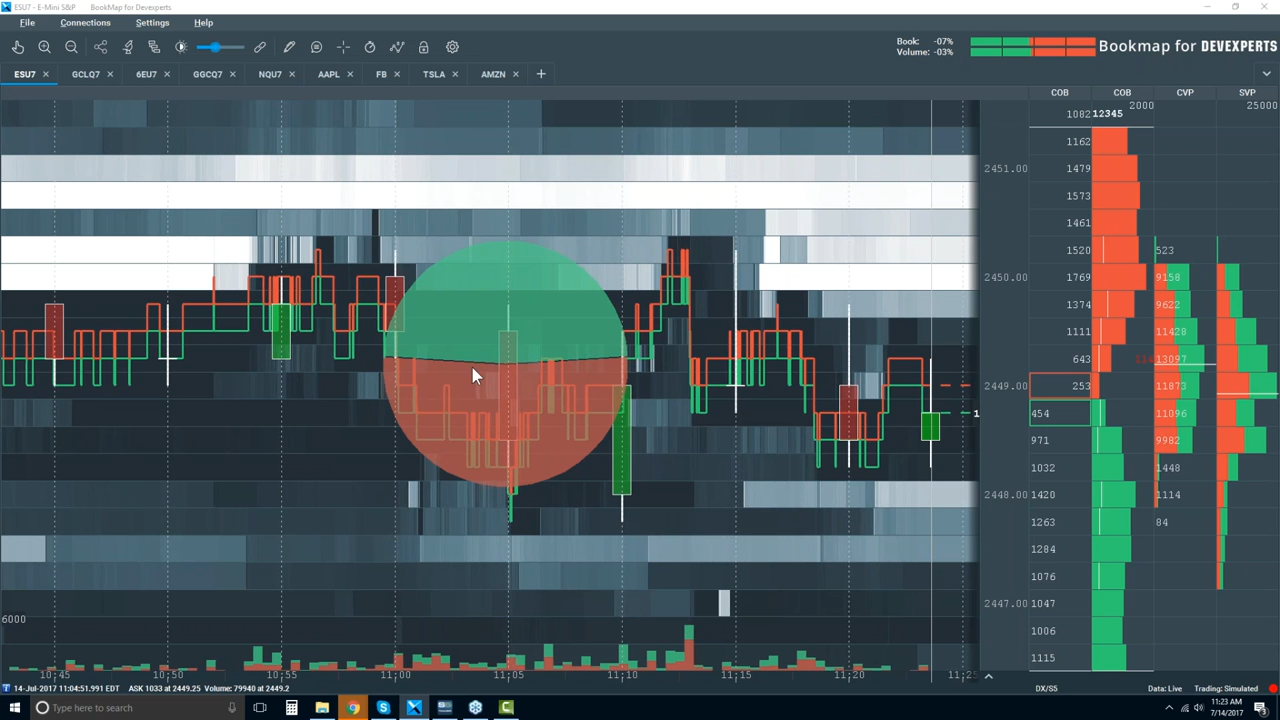 ESU7 - E-Mini S&P BookMap for Devexperts
File Connections Settings Help
Book: -07%
Volume: -03%
Bookmap for DEVEXPERTS
ESU7 × GCLQ7 × 6EU7 × GGCQ7 × NQU7 × AAPL × FB × TSLA × AMZN × +
COB COB CVP SVP
2000 25000
1082 12345
1162
2451.00 1479
1573
1461
1520 523
2450.00 1769 9158
1374 9622
1111 11428
643 13097
2449.00 253 11873
454 11096
971 9982
1032 1448
2448.00 1420 1114
1263 84
1284
1076
2447.00 1047
6000
1006
1115
10:45 10:50 10:55 11:00 11:05 11:10 11:15 11:20 11:25
14-Jul-2017 11:04:51.991 EDT ASK 1033 at 2449.25 Volume: 79940 at 2449.2
DX/S5 Data: Live Trading: Simulated
Type here to search
11:23 AM
7/14/2017
3